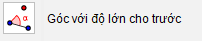 α
Góc với độ lớn cho trước